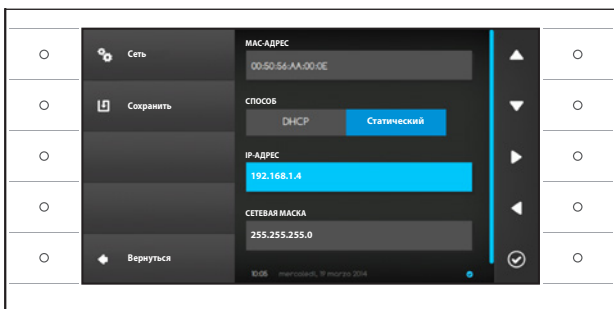 Сеть
Сохранить
Вернуться
МАС-АДРЕС
00:50:56:AA:00:0E
СПОСОБ
DHCP
Статический
IP-АДРЕС
192.168.1.4
СЕТЕВАЯ МАСКА
255.255.255.0
10:05 mercoledì, 19 marzo 2014